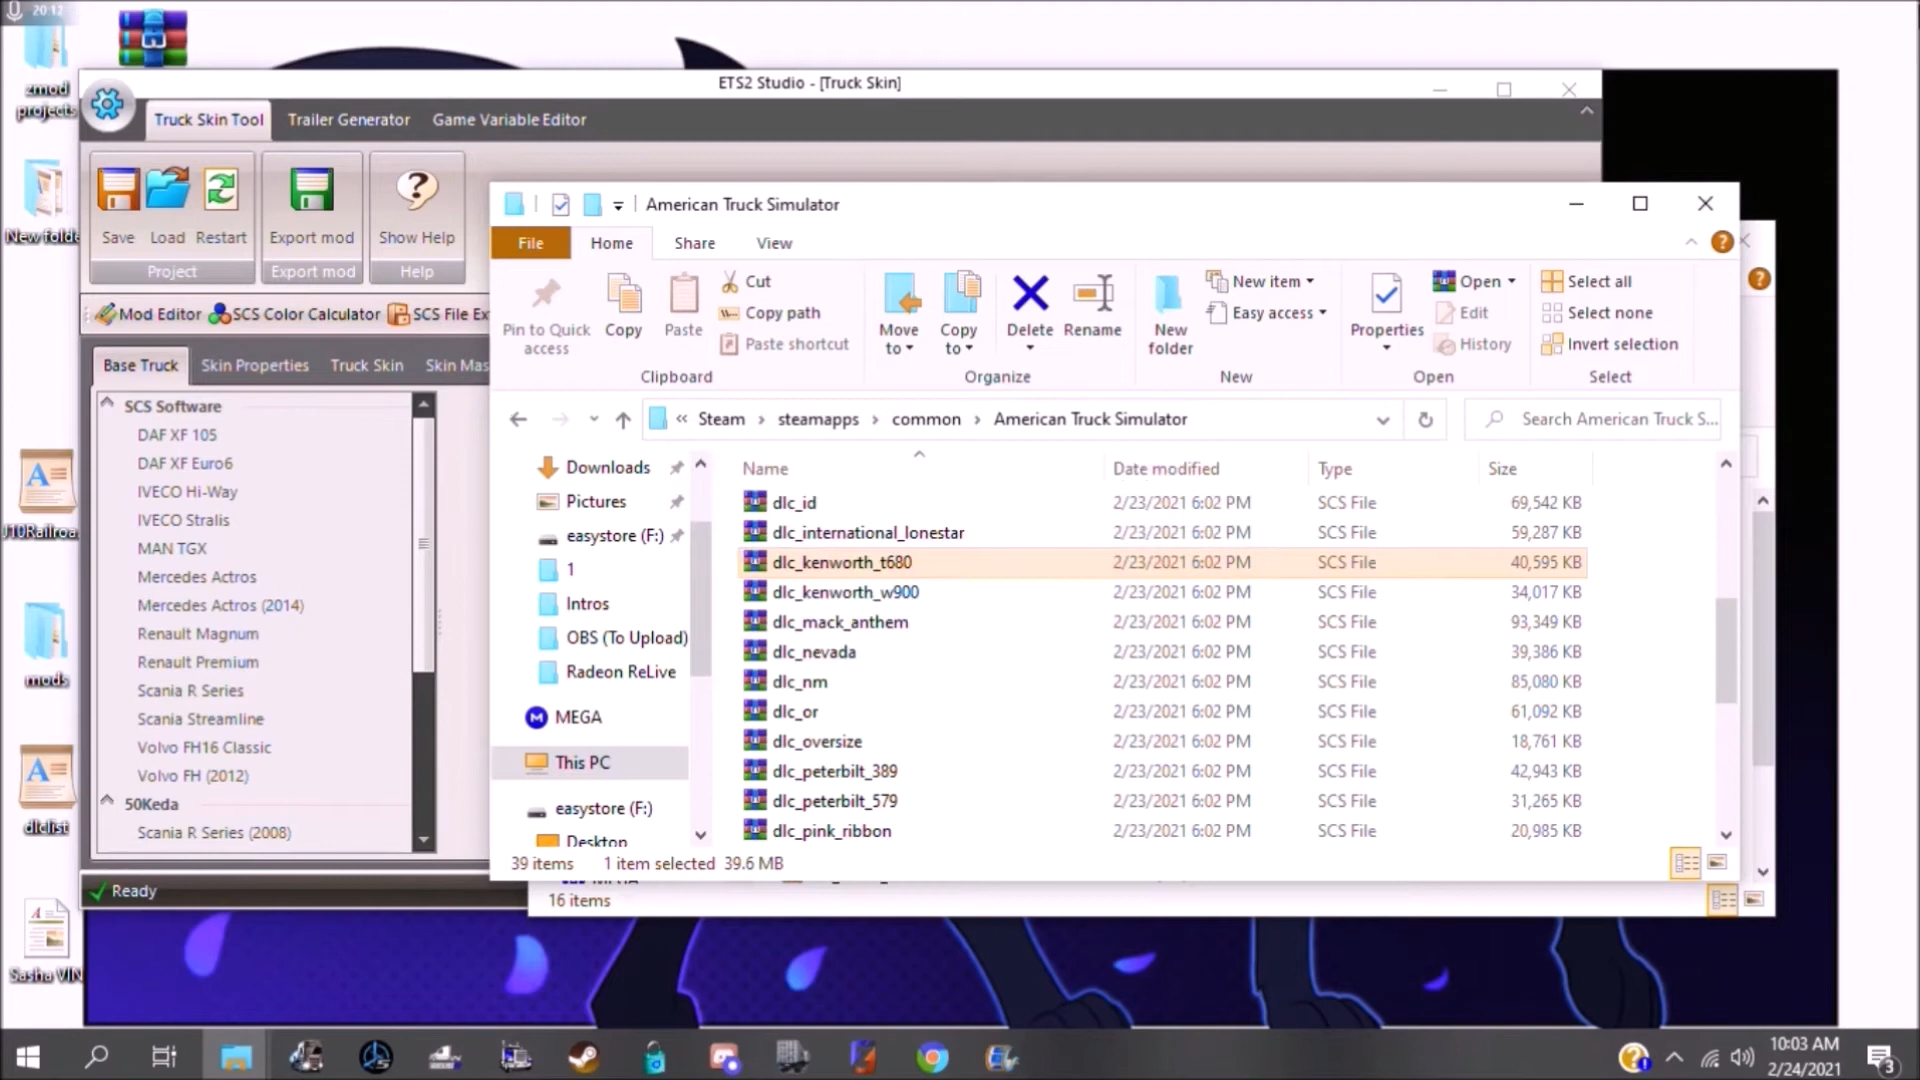 20:12
zmod
projects
New folde
J10Railroa
mods
dlclist
Sasha VIN
ETS2 Studio - [Truck Skin]
Truck Skin Tool Trailer Generator Game Variable Editor
Save Load Restart Export mod Show Help
Project Export mod Help
Mod Editor SCS Color Calculator SCS File Ex
Base Truck Skin Properties Truck Skin Skin Mas
SCS Software
DAF XF 105
DAF XF Euro6
IVECO Hi-Way
IVECO Stralis
MAN TGX
Mercedes Actros
Mercedes Actros (2014)
Renault Magnum
Renault Premium
Scania R Series
Scania Streamline
Volvo FH16 Classic
Volvo FH (2012)
50Keda
Scania R Series (2008)
Ready
American Truck Simulator
File Home Share View
Pin to Quick
access
Copy
Paste
Cut
Copy path
Paste shortcut
Clipboard
Move
to
Copy
to
Delete
Rename
Organize
New
folder
New item
Easy access
New
Properties
Open
Edit
History
Open
Select all
Select none
Invert selection
Select
« Steam › steamapps › common › American Truck Simulator
Search American Truck S...
Downloads
Pictures
easystore (F:)
1
Intros
OBS (To Upload)
Radeon ReLive
MEGA
This PC
easystore (F:)
Desktop
Name Date modified Type Size
dlc_id 2/23/2021 6:02 PM SCS File 69,542 KB
dlc_international_lonestar 2/23/2021 6:02 PM SCS File 59,287 KB
dlc_kenworth_t680 2/23/2021 6:02 PM SCS File 40,595 KB
dlc_kenworth_w900 2/23/2021 6:02 PM SCS File 34,017 KB
dlc_mack_anthem 2/23/2021 6:02 PM SCS File 93,349 KB
dlc_nevada 2/23/2021 6:02 PM SCS File 39,386 KB
dlc_nm 2/23/2021 6:02 PM SCS File 85,080 KB
dlc_or 2/23/2021 6:02 PM SCS File 61,092 KB
dlc_oversize 2/23/2021 6:02 PM SCS File 18,761 KB
dlc_peterbilt_389 2/23/2021 6:02 PM SCS File 42,943 KB
dlc_peterbilt_579 2/23/2021 6:02 PM SCS File 31,265 KB
dlc_pink_ribbon 2/23/2021 6:02 PM SCS File 20,985 KB
39 items 1 item selected 39.6 MB
16 items
10:03 AM
2/24/2021
3